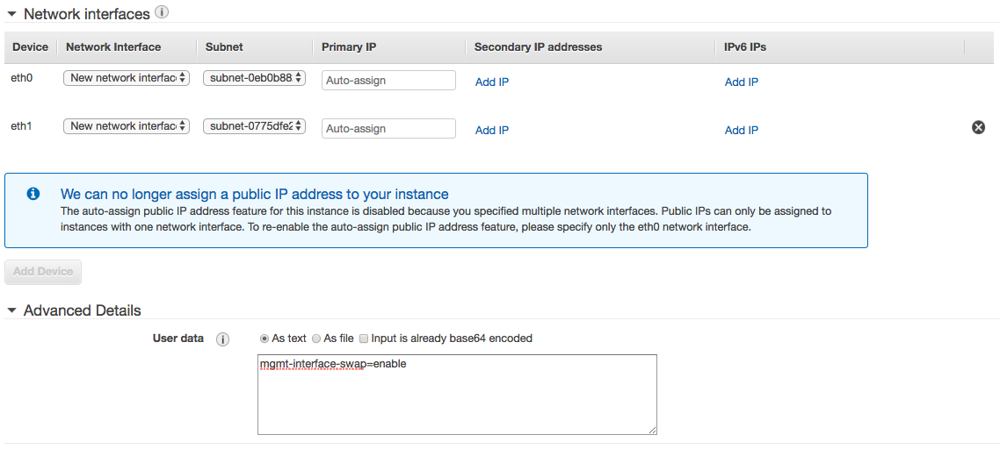 Network interfaces
Device Network Interface Subnet Primary IP Secondary IP addresses IPv6 IPs
eth0 New network interfac subnet-0eb0b88 Auto-assign Add IP Add IP
eth1 New network interfac subnet-0775dfe2 Auto-assign Add IP Add IP
We can no longer assign a public IP address to your instance
The auto-assign public IP address feature for this instance is disabled because you specified multiple network interfaces. Public IPs can only be assigned to
instances with one network interface. To re-enable the auto-assign public IP address feature, please specify only the eth0 network interface.
Add Device
Advanced Details
User data As text As file Input is already base64 encoded
mgmt-interface-swap=enable